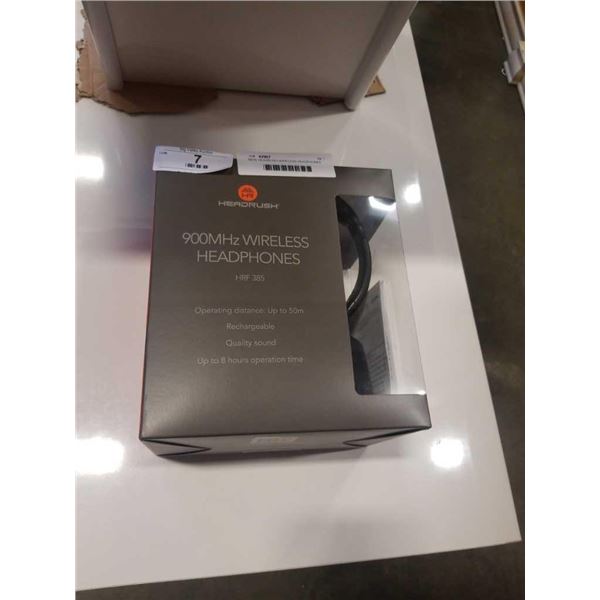 7
HEADRUSH
900MHz WIRELESS
HEADPHONES
HRF 385
Operating distance: Up to 50m
Rechargeable
Quality sound
Up to 8 hours operation time